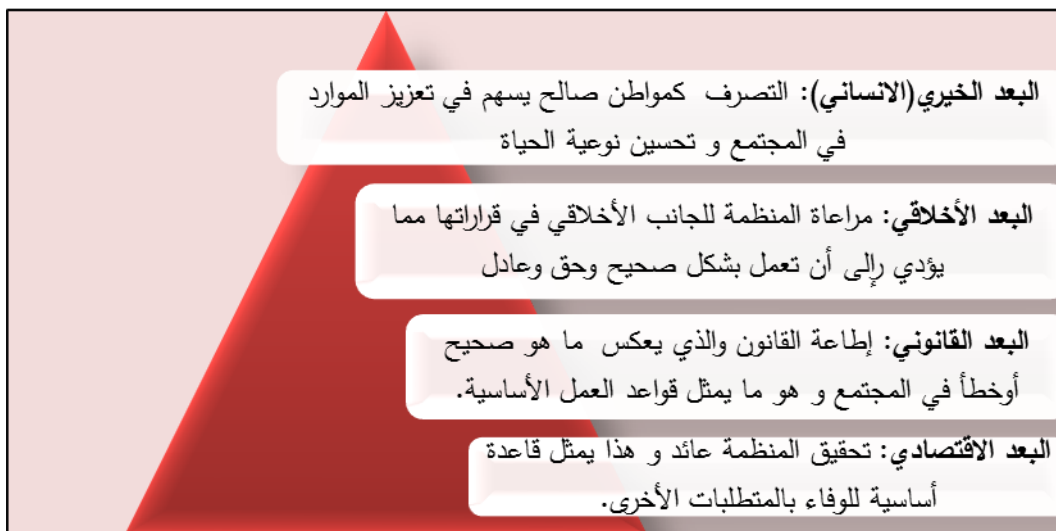 البعد الخيري(الانساني): التصرف كمواطن صالح يسهم في تعزيز الموارد
في المجتمع و تحسين نوعية الحياة
البعد الأخلاقي: مراعاة المنظمة للجانب الأخلاقي في قراراتها مما
يؤدي رإلى أن تعمل بشكل صحيح وحق وعادل
البعد القانوني: إطاعة القانون والذي يعكس ما هو صحيح
أوخطأ في المجتمع و هو ما يمثل قواعد العمل الأساسية.
البعد الاقتصادي: تحقيق المنظمة عائد و هذا يمثل قاعدة
أساسية للوفاء بالمتطلبات الأخرى.